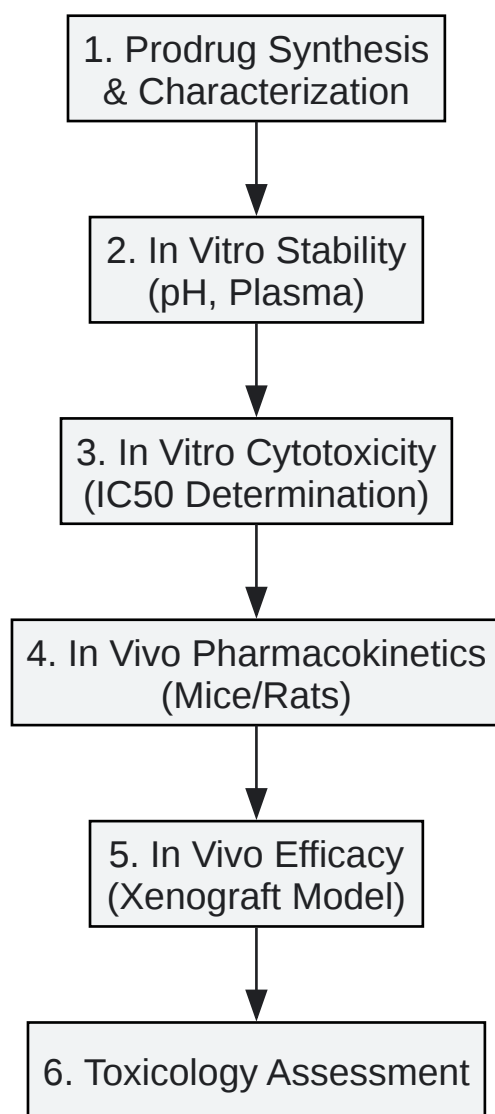 1. Prodrug Synthesis
& Characterization
2. In Vitro Stability
(pH, Plasma)
3. In Vitro Cytotoxicity
(IC50 Determination)
4. In Vivo Pharmacokinetics
(Mice/Rats)
5. In Vivo Efficacy
(Xenograft Model)
6. Toxicology Assessment